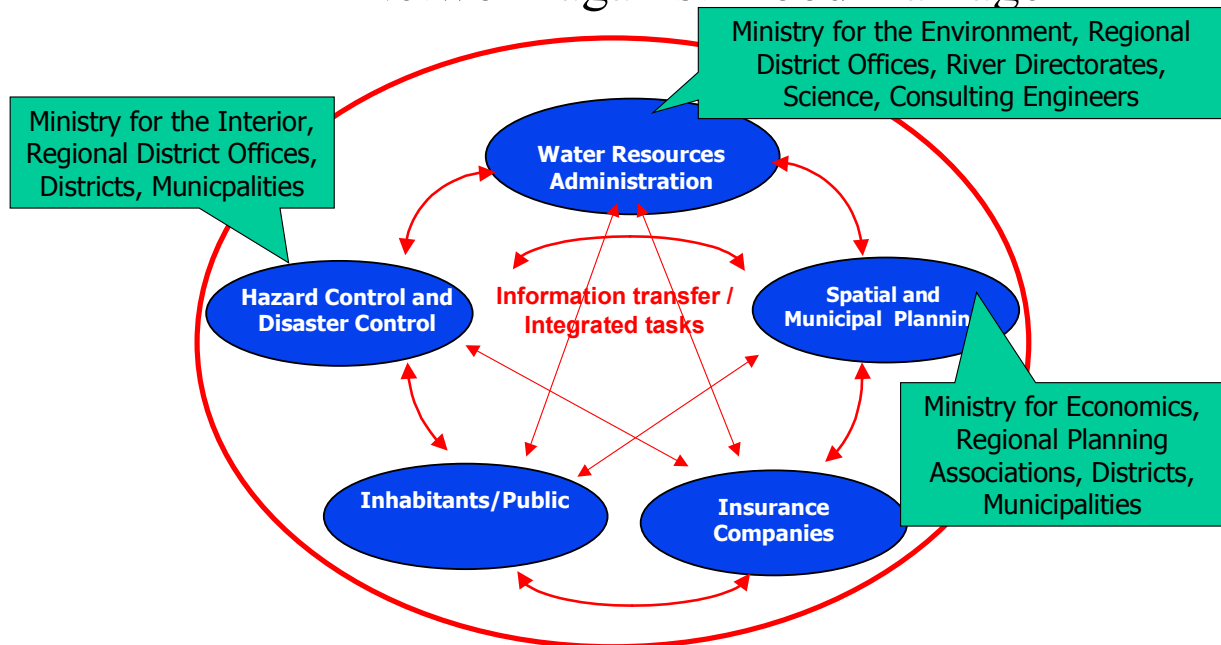 Ministry for the Environment, Regional
District Offices, River Directorates,
Science, Consulting Engineers
Ministry for the Interior,
Regional District Offices,
Districts, Municpalities
Water Resources
Administration
Hazard Control and
Disaster Control
Information transfer /
Integrated tasks
Spatial and
Municipal Plannin
Ministry for Economics,
Regional Planning
Associations, Districts,
Municipalities
Inhabitants/Public
Insurance
Companies